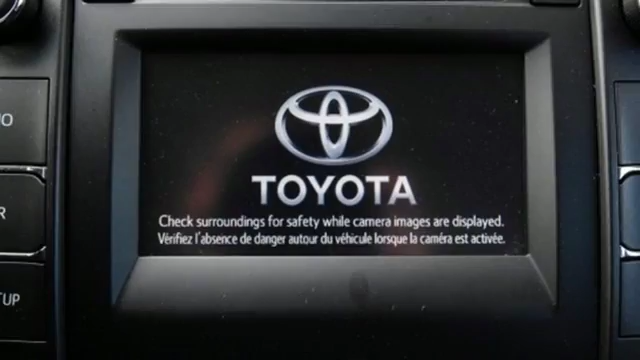 TOYOTA
Check surroundings for safety while camera images are displayed.
Vérifiez l'absence de danger autour du véhicule lorsque la caméra est activée.